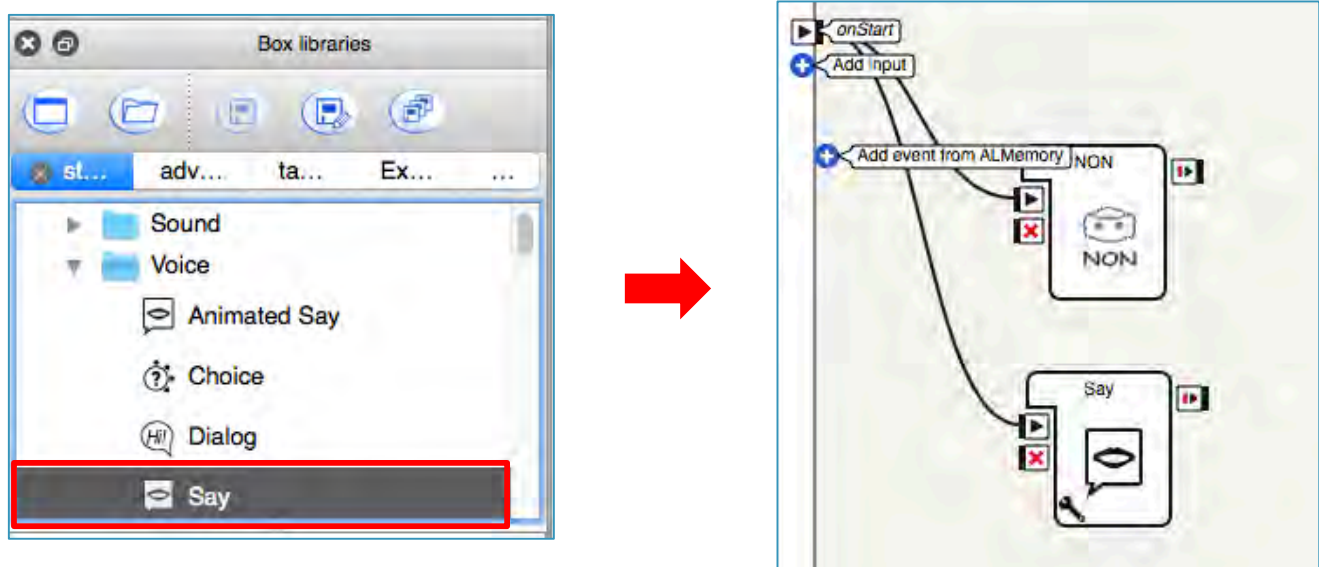 Box libraries
st... adv... ta... Ex... ...
Sound
Voice
Animated Say
? Choice
Hi! Dialog
Say
onStart
Add input
Add event from ALMemory
NON
NON
Say